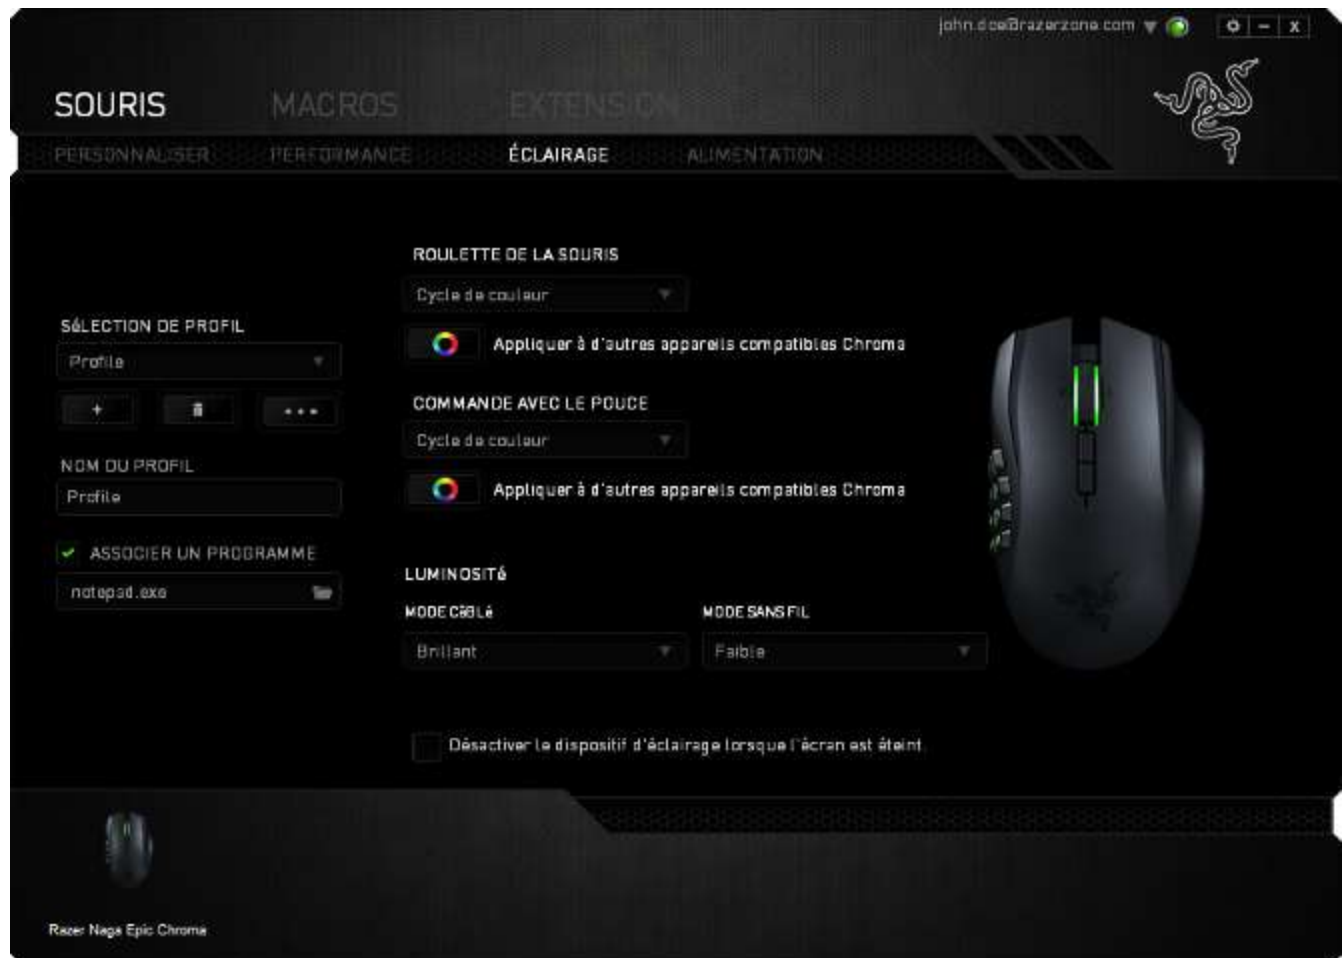 john.doe@razerzone.com
SOURIS MACROS EXTENSION
PERSONNALISER PERFORMANCE ÉCLAIRAGE ALIMENTATION
ROULETTE DE LA SOURIS
Cycle de couleur
Appliquer à d'autres appareils compatibles Chroma
SéLECTION DE PROFIL
Profile
COMMANDE AVEC LE POUCE
Cycle de couleur
NOM DU PROFIL
Profile
Appliquer à d'autres appareils compatibles Chroma
ASSOCIER UN PROGRAMME
notepad.exe
LUMINOSITé
MODE CâBLé MODE SANS FIL
Brillant Faible
Désactiver le dispositif d'éclairage lorsque l'écran est éteint.
Razer Naga Epic Chroma